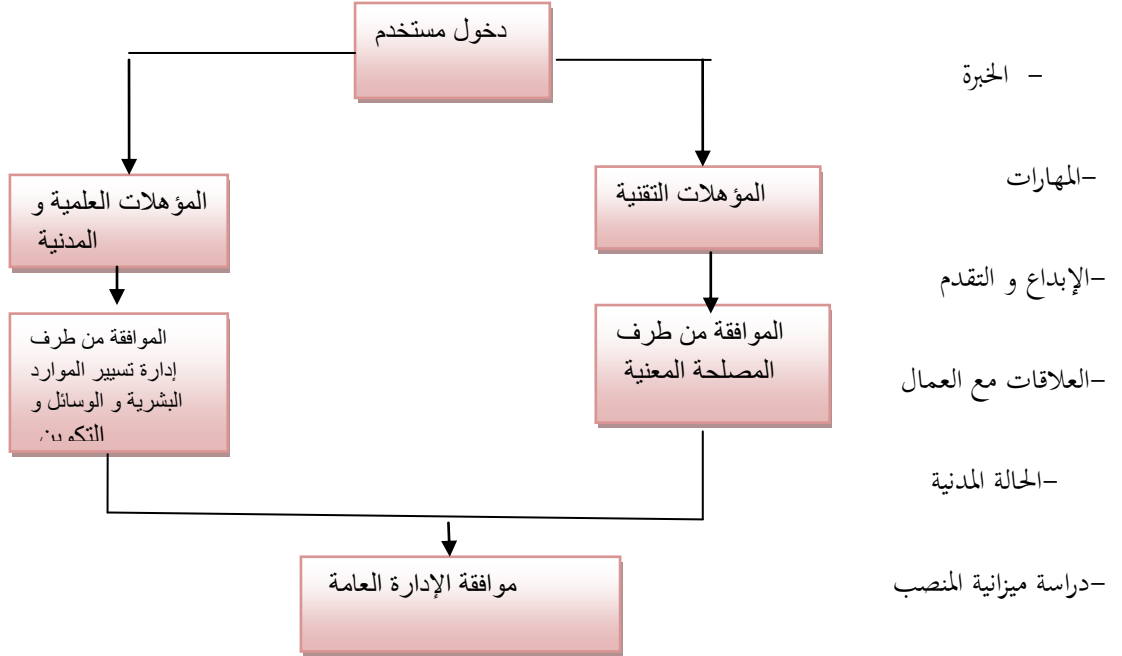 دخول مستخدم
– الخبرة
–المهارات
–الإبداع و التقدم
–العلاقات مع العمال
–الحالة المدنية
–دراسة ميزانية المنصب
المؤهلات التقنية
الموافقة من طرف
المصلحة المعنية
المؤهلات العلمية و
المدنية
الموافقة من طرف
إدارة تسيير الموارد
البشرية و الوسائل و
التكوين
موافقة الإدارة العامة